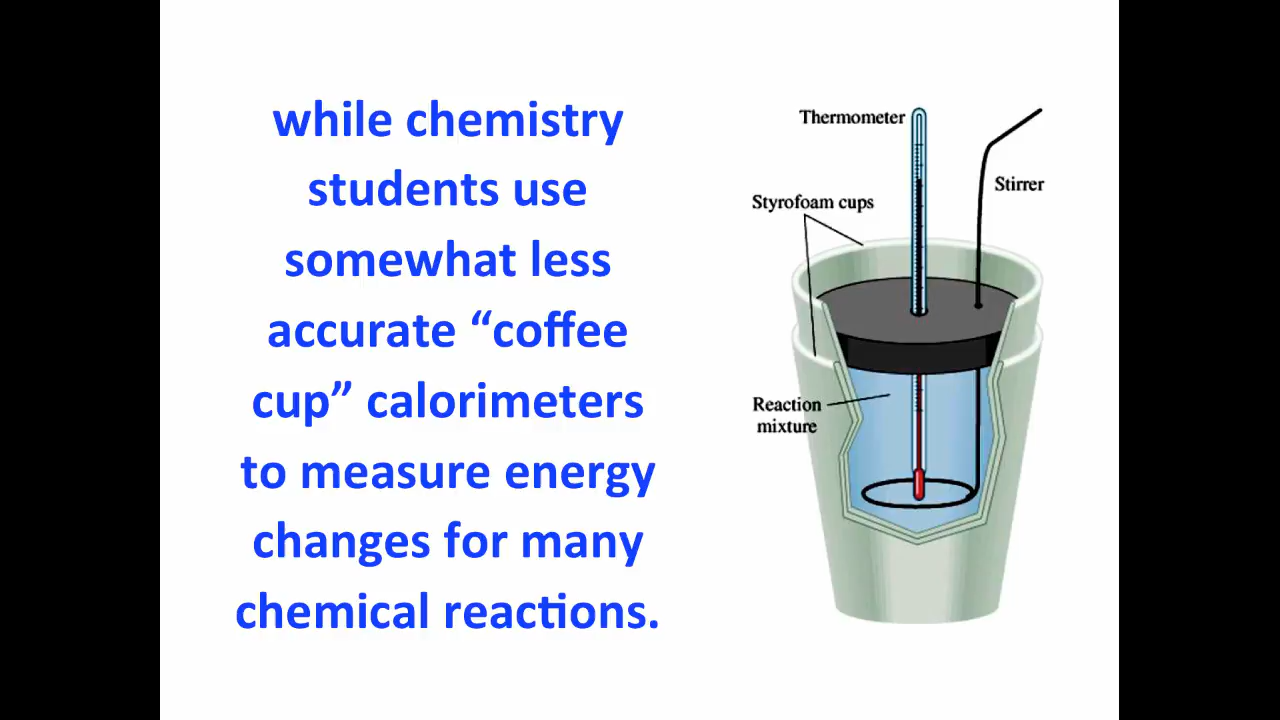 while chemistry
students use
somewhat less
accurate “coffee
cup” calorimeters
to measure energy
changes for many
chemical reactions.
Thermometer
Stirrer
Styrofoam cups
Reaction
mixture